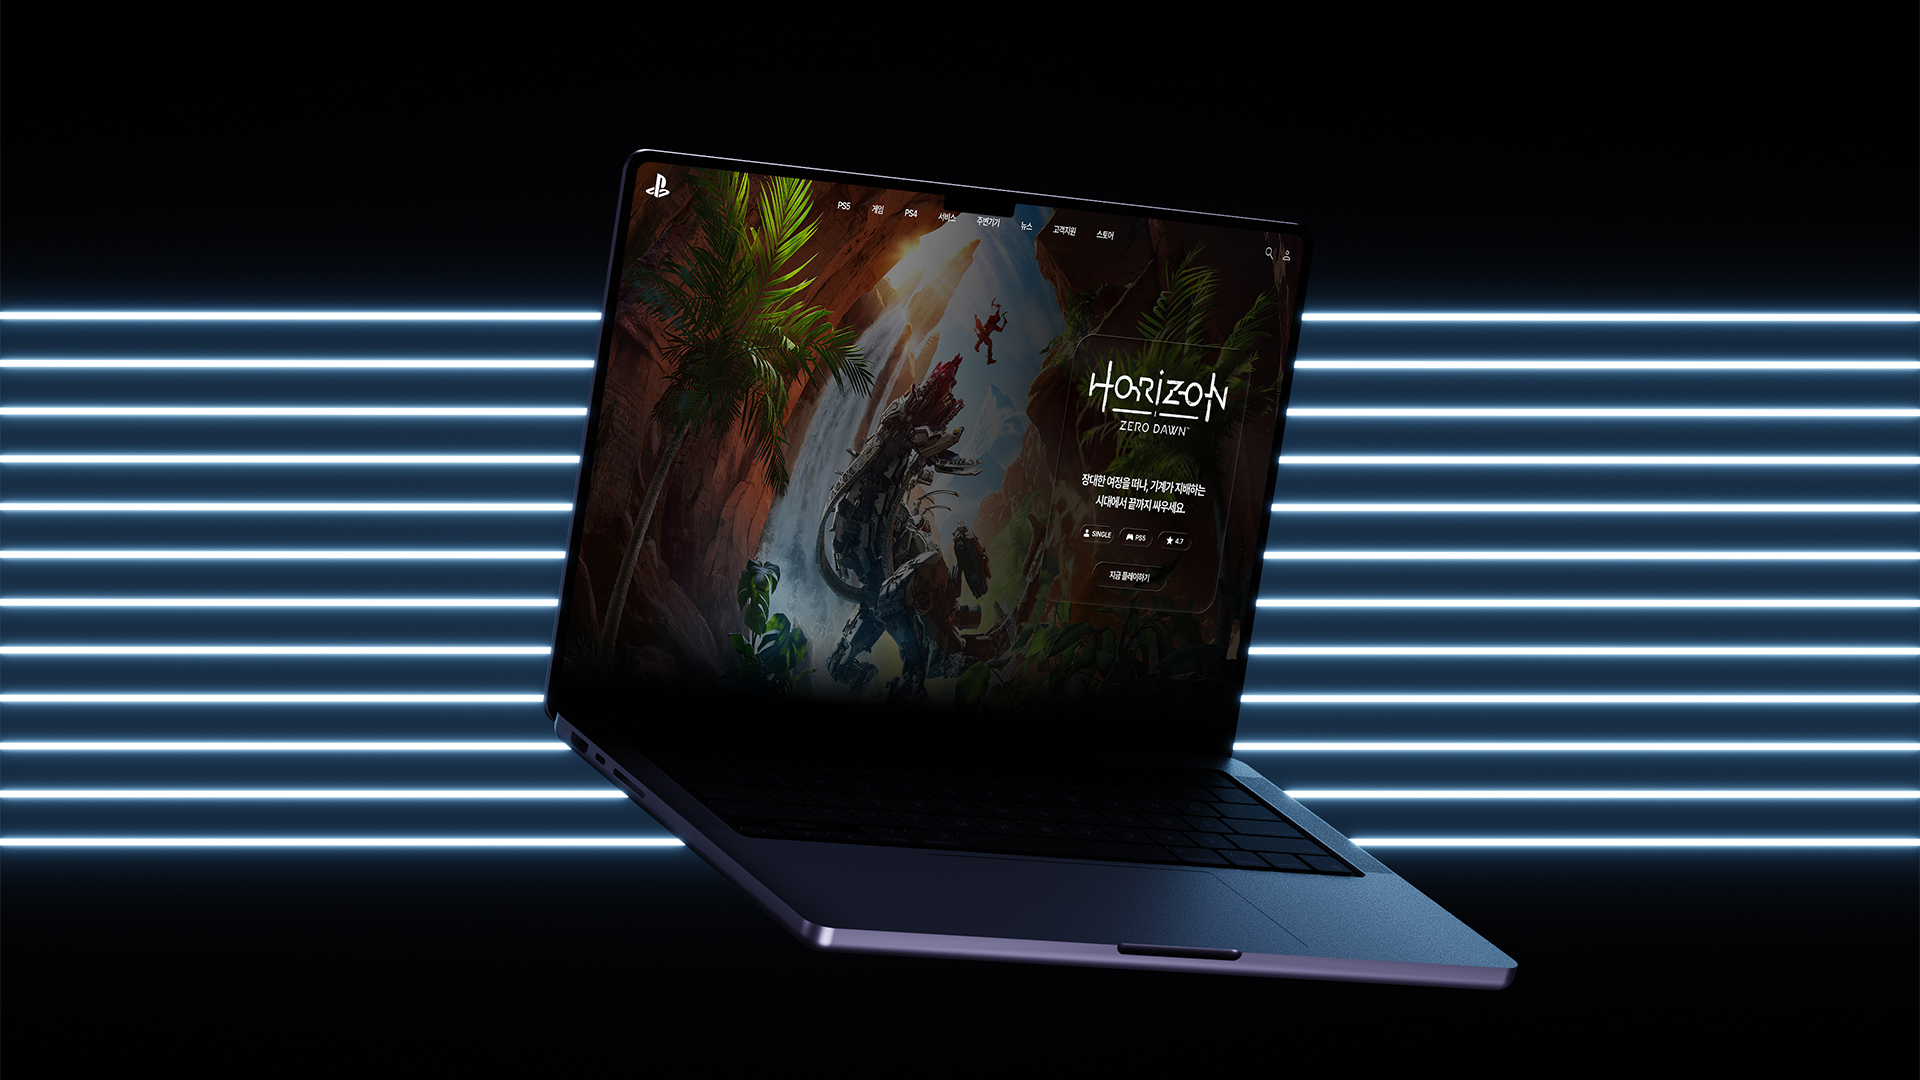 PS5
게임
PS4
서비스
주변기기
뉴스
고객지원
스토어
HORIZON
ZERO DAWN™
장대한 여정을 떠나, 기계가 지배하는
시대에서 끝까지 싸우세요.
SINGLE
PS5
4.7
지금 플레이하기